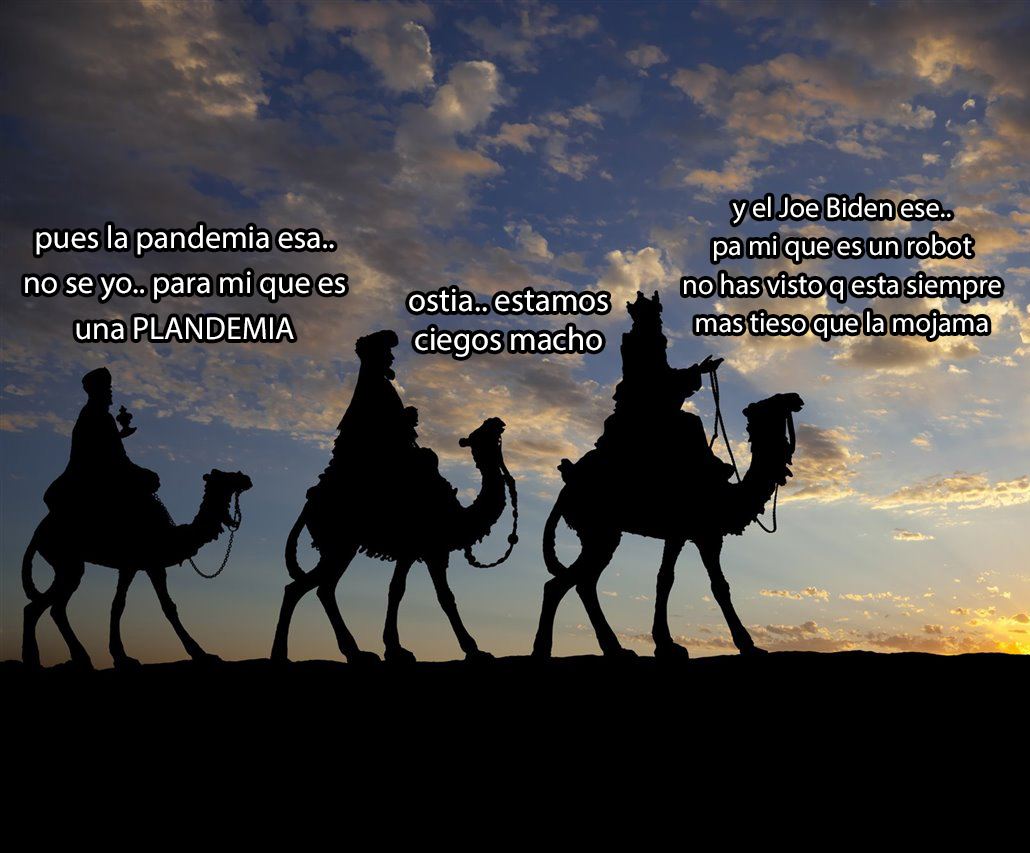 pues la pandemia esa..
no se yo.. para mi que es
una PLANDEMIA
ostia.. estamos
ciegos macho
y el Joe Biden ese..
pa mi que es un robot
no has visto q esta siempre
mas tieso que la mojama